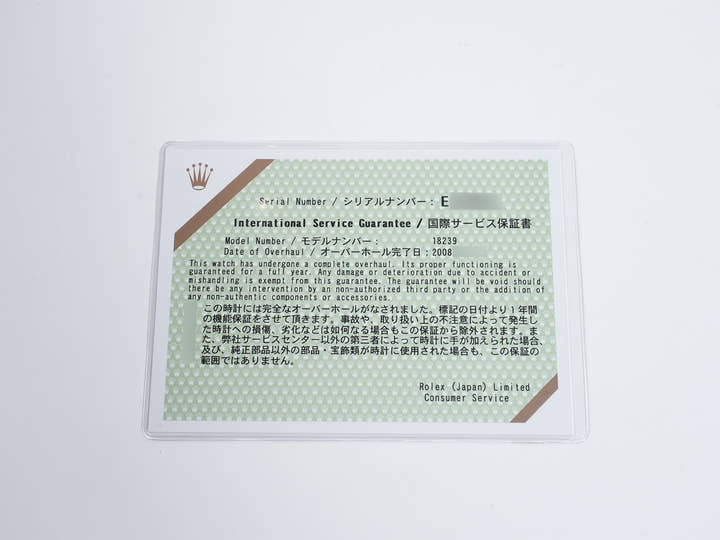 Serial Number / シリアルナンバー : E
International Service Guarantee / 国際サービス保証書
Model Number / モデルナンバー : 18239
Date of Overhaul / オーバーホール完了日 : 2008
This watch has undergone a complete overhaul. Its proper functioning is
guaranteed for a full year. Any damage or deterioration due to accident or
mishandling is exempt from this guarantee. The guarantee will be void should
there be any intervention by an non-authorized third party or the addition of
any non-authentic components or accessories.
この時計には完全なオーバーホールがなされました。標記の日付より1年間
の機能保証をさせて頂きます。事故や、取り扱い上の不注意によって発生し
た時計への損傷、劣化などは如何なる場合もこの保証から除外されます。ま
た、弊社サービスセンター以外の第三者によって時計に手が加えられた場合、
及び、純正部品以外の部品・宝飾類が時計に使用された場合も、この保証の
範囲ではありません。
Rolex (Japan) Limited
Consumer Service